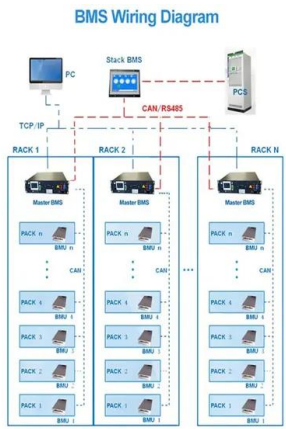 BMS Wiring Diagram
PC
Stack BMS
PCS
CAN/RS485
TCP/IP
RACK 1
RACK 2
RACK N
Master BMS
Master BMS
Master BMS
PACK n
BMU n
PACK n
BMU n
PACK n
BMU n
CAN
CAN
CAN
PACK 4
BMU 4
PACK 4
BMU 4
PACK 4
BMU 4
PACK 3
BMU 3
PACK 3
BMU 3
PACK 3
BMU 3
PACK 2
BMU 2
PACK 2
BMU 2
PACK 2
BMU 2
PACK 1
BMU 1
PACK 1
BMU 1
PACK 1
BMU 1